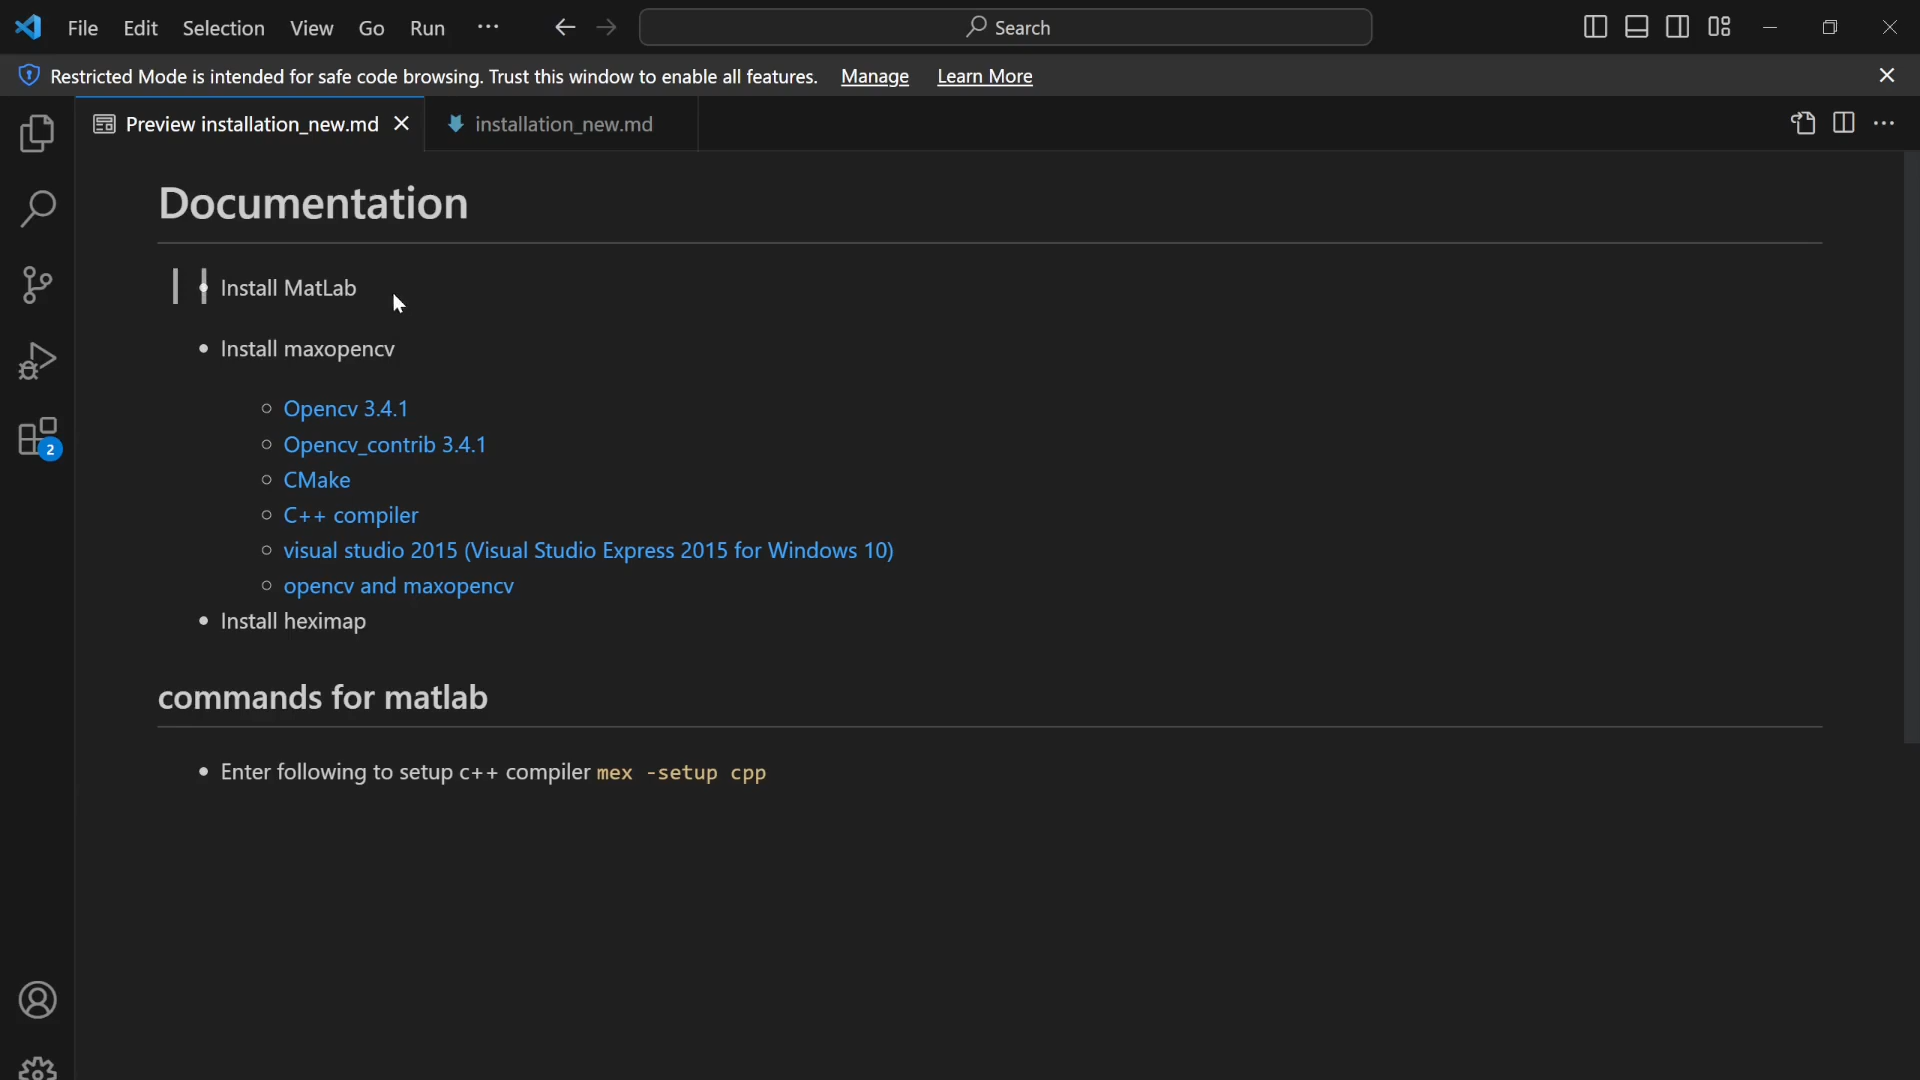 File Edit Selection View Go Run ··· Search
Restricted Mode is intended for safe code browsing. Trust this window to enable all features. Manage Learn More
Preview installation_new.md installation_new.md
Documentation
Install MatLab
Install maxopencv
Opencv 3.4.1
Opencv_contrib 3.4.1
CMake
C++ compiler
visual studio 2015 (Visual Studio Express 2015 for Windows 10)
opencv and maxopencv
Install heximap
commands for matlab
Enter following to setup c++ compiler mex -setup cpp
2